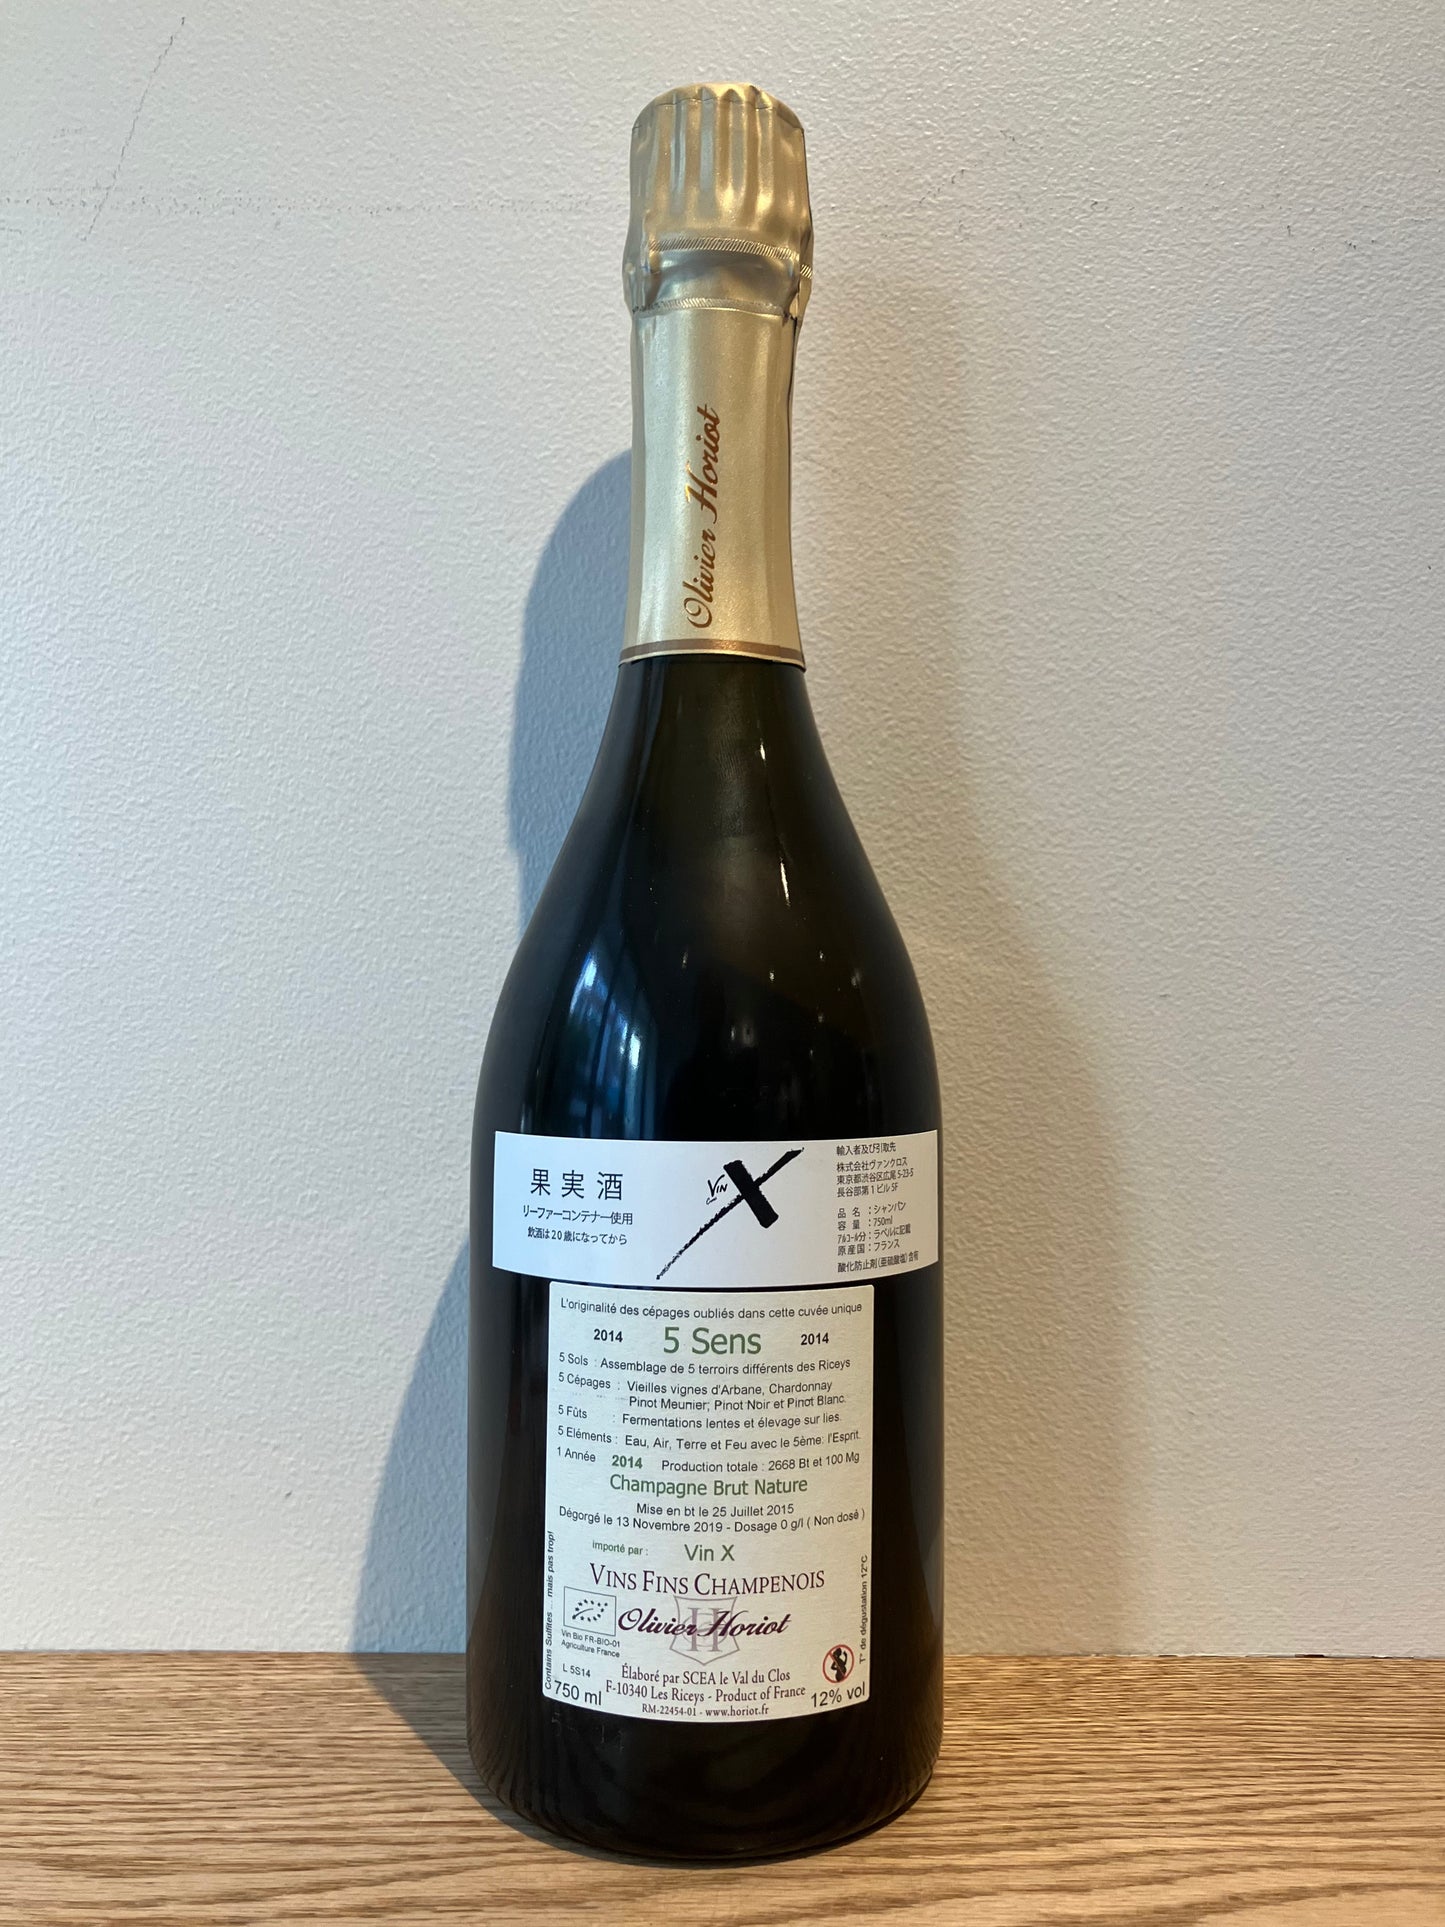 Olivier Horiot
果実酒
リーファーコンテナー使用
飲酒は20歳になってから
VIN
輸入者及び引取先
株式会社ヴァンクロス
東京都渋谷区広尾5-23-5
長谷部第1ビル5F
品名：シャンパン
容量：750ml
ｱﾙｺｰﾙ分：ラベルに記載
原産国：フランス
酸化防止剤(亜硫酸塩)含有
L'originalité des cépages oubliés dans cette cuvée unique
2014 5 Sens 2014
5 Sols : Assemblage de 5 terroirs différents des Riceys
5 Cépages : Vieilles vignes d'Arbane, Chardonnay
Pinot Meunier, Pinot Noir et Pinot Blanc.
5 Fûts : Fermentations lentes et élevage sur lies.
5 Eléments : Eau, Air, Terre et Feu avec le 5ème: l'Esprit.
1 Année 2014 Production totale : 2668 Bt et 100 Mg
Champagne Brut Nature
Mise en bt le 25 Juillet 2015
Dégorgé le 13 Novembre 2019 - Dosage 0 g/l ( Non dosé )
importé par : Vin X
VINS FINS CHAMPENOIS
Olivier Horiot
Vin Bio FR-BIO-01
Agriculture France
L 5S14
Élaboré par SCEA le Val du Clos
F-10340 Les Riceys - Product of France
RM-22454-01 - www.horiot.fr
750 ml
12% vol
Contains Sulfites ... mais pas trop!
T° de dégustation 12°C